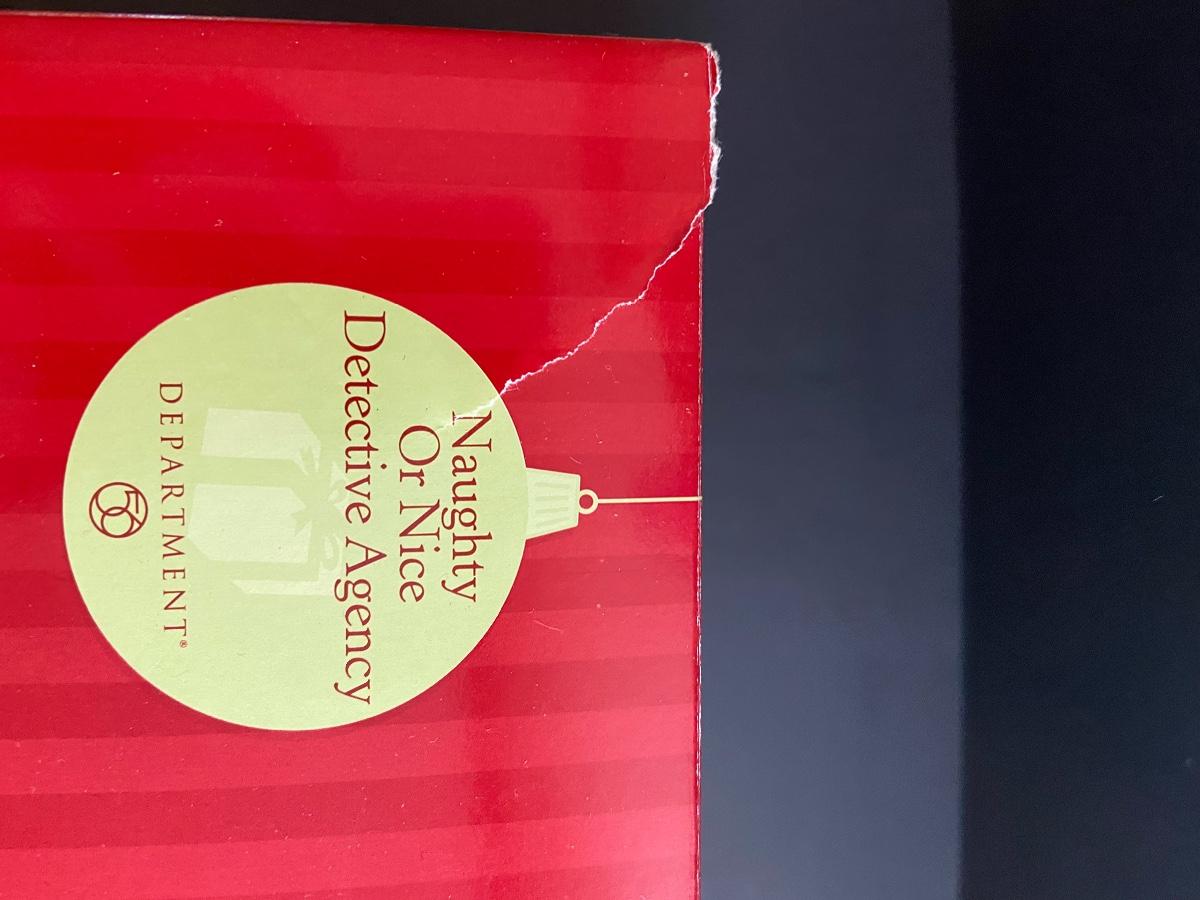 Naughty
Or Nice
Detective Agency
DEPARTMENT®
56